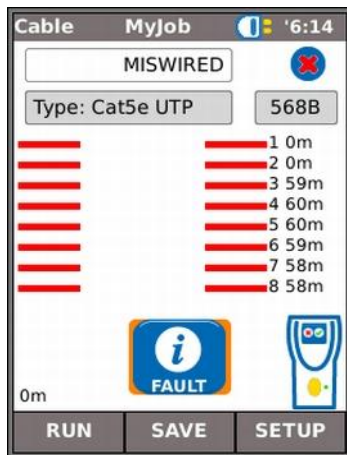 Cable MyJob '6:14
MISWIRED
Type: Cat5e UTP 568B
1 0m
2 0m
3 59m
4 60m
5 60m
6 59m
7 58m
8 58m
i
FAULT
0m
RUN SAVE SETUP